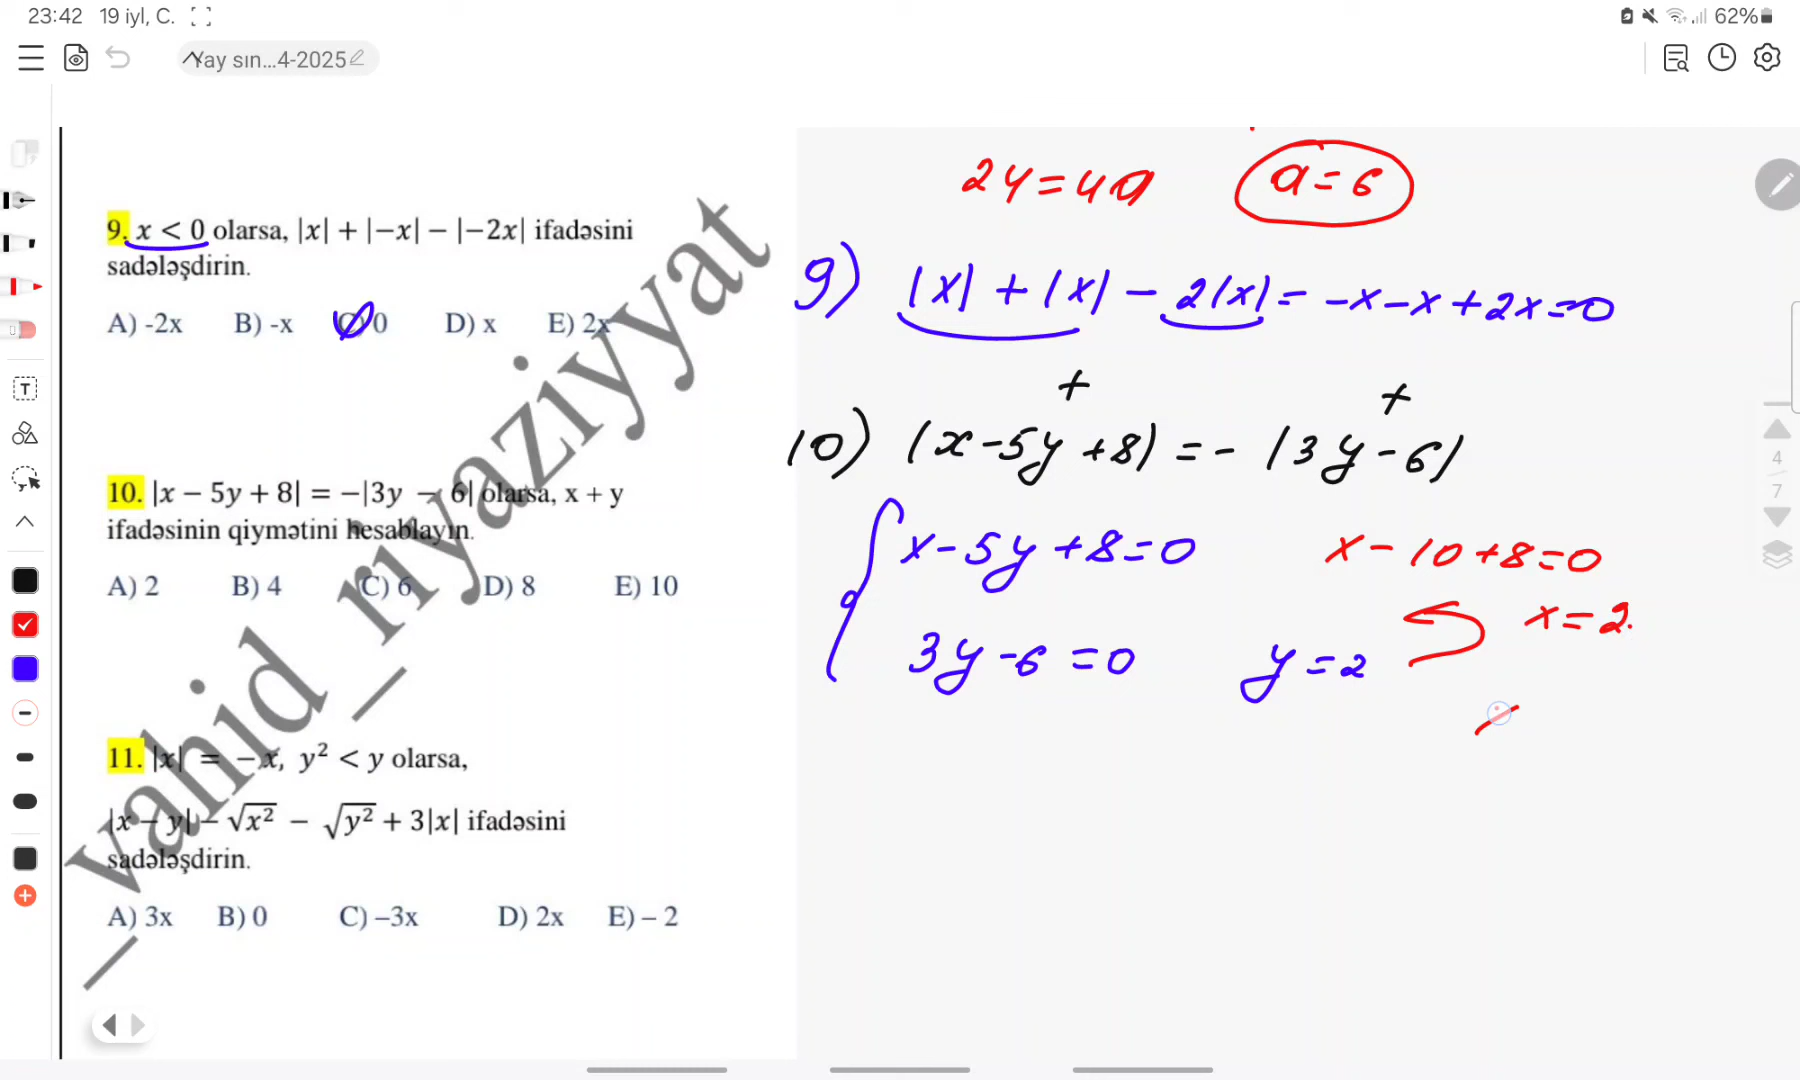 23:42 19 iyl, C.
62%
Yay sın...4-2025
9. x < 0 olarsa, |x| + |−x| − |−2x| ifadəsini
sadələşdirin.
A) -2x B) -x C) 0 D) x E) 2x
10. |x − 5y + 8| = −|3y − 6| olarsa, x + y
ifadəsinin qiymətini hesablayın.
A) 2 B) 4 C) 6 D) 8 E) 10
11. |x| = −x, y² < y olarsa,
|x − y| − √x² − √y² + 3|x| ifadəsini
sadələşdirin.
A) 3x B) 0 C) −3x D) 2x E) − 2
_vahid_riyaziyyat
24=4a a=6
9) |x| + |x| − 2|x| = −x−x+2x=0
+ +
10) |x−5y+8| = − |3y−6|
x−5y+8=0 x−10+8=0
x=2.
3y−6=0 y=2
4
7